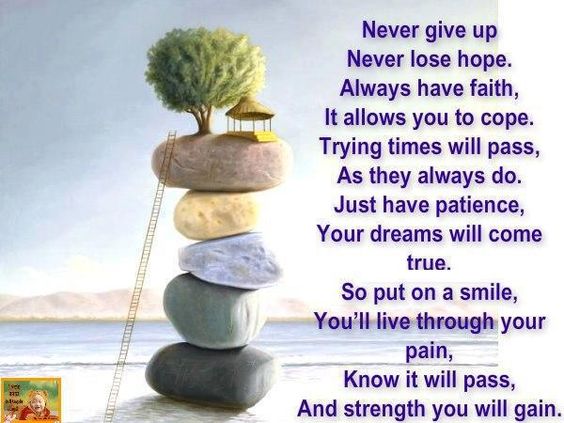 Never give up
Never lose hope.
Always have faith,
It allows you to cope.
Trying times will pass,
As they always do.
Just have patience,
Your dreams will come
true.
So put on a smile,
You'll live through your
pain,
Know it will pass,
And strength you will gain.